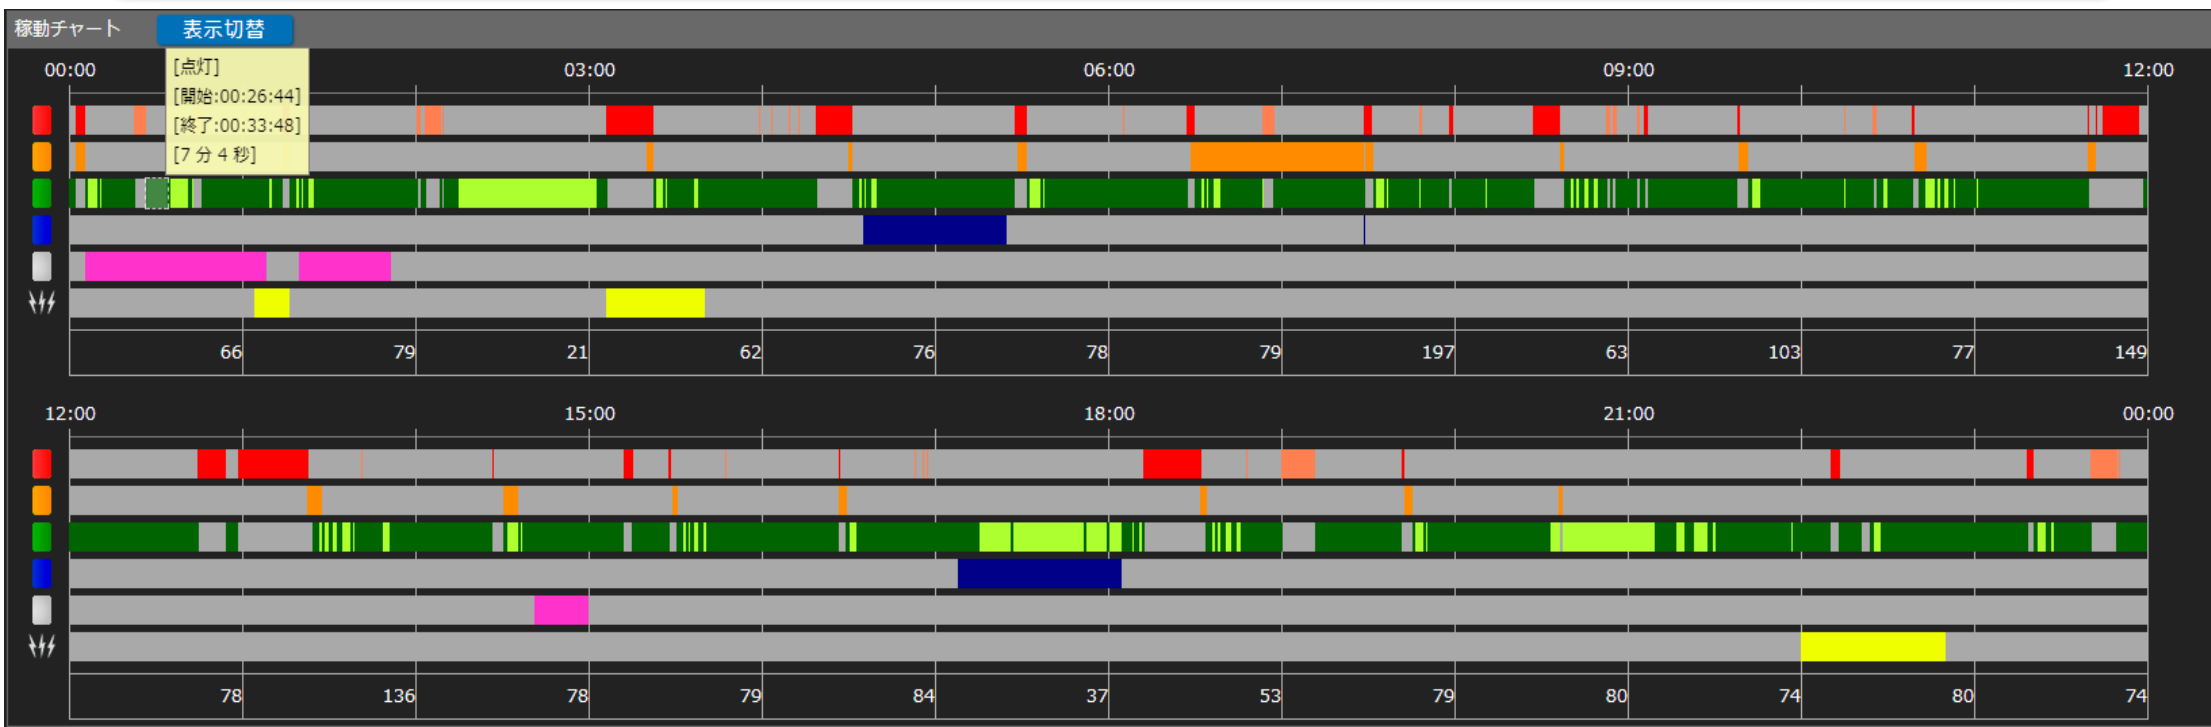 稼動チャート 表示切替
[点灯]
[開始:00:26:44]
[終了:00:33:48]
[7 分 4 秒]
00:00 03:00 06:00 09:00 12:00
66 79 21 62 76 78 79 197 63 103 77 149
12:00 15:00 18:00 21:00 00:00
78 136 78 79 84 37 53 79 80 74 80 74